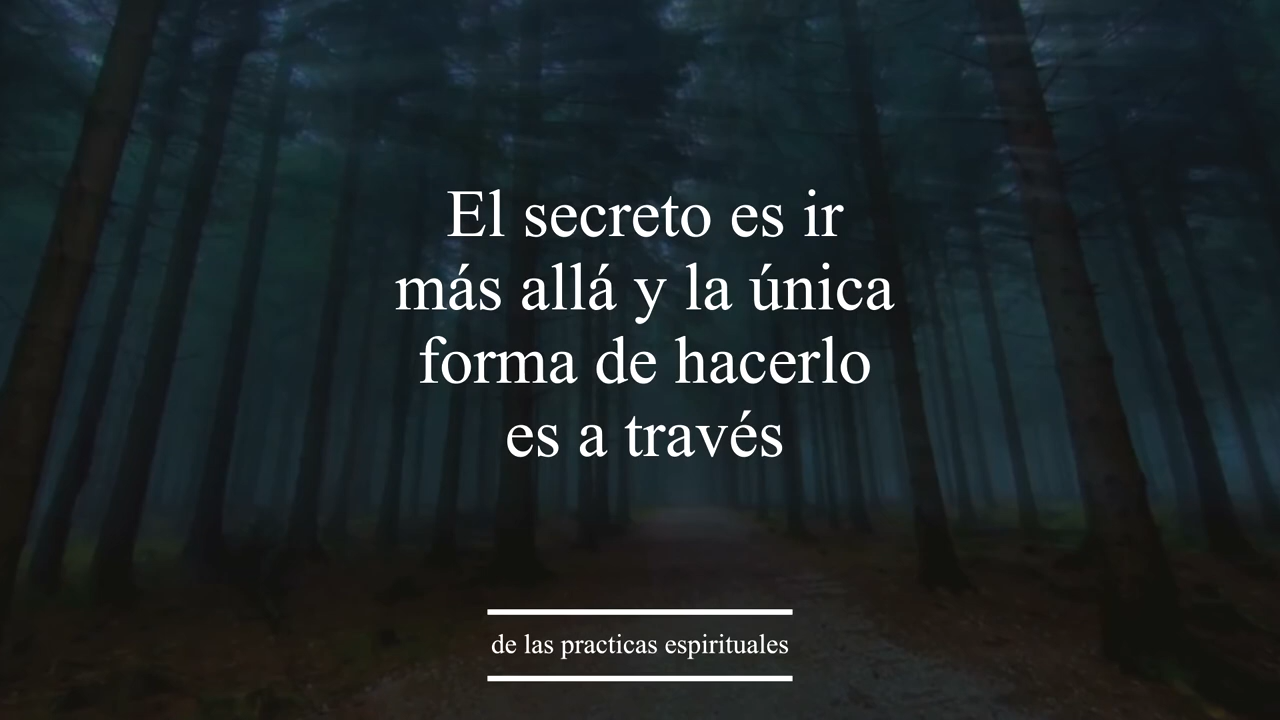 El secreto es ir
más allá y la única
forma de hacerlo
es a través
de las practicas espirituales